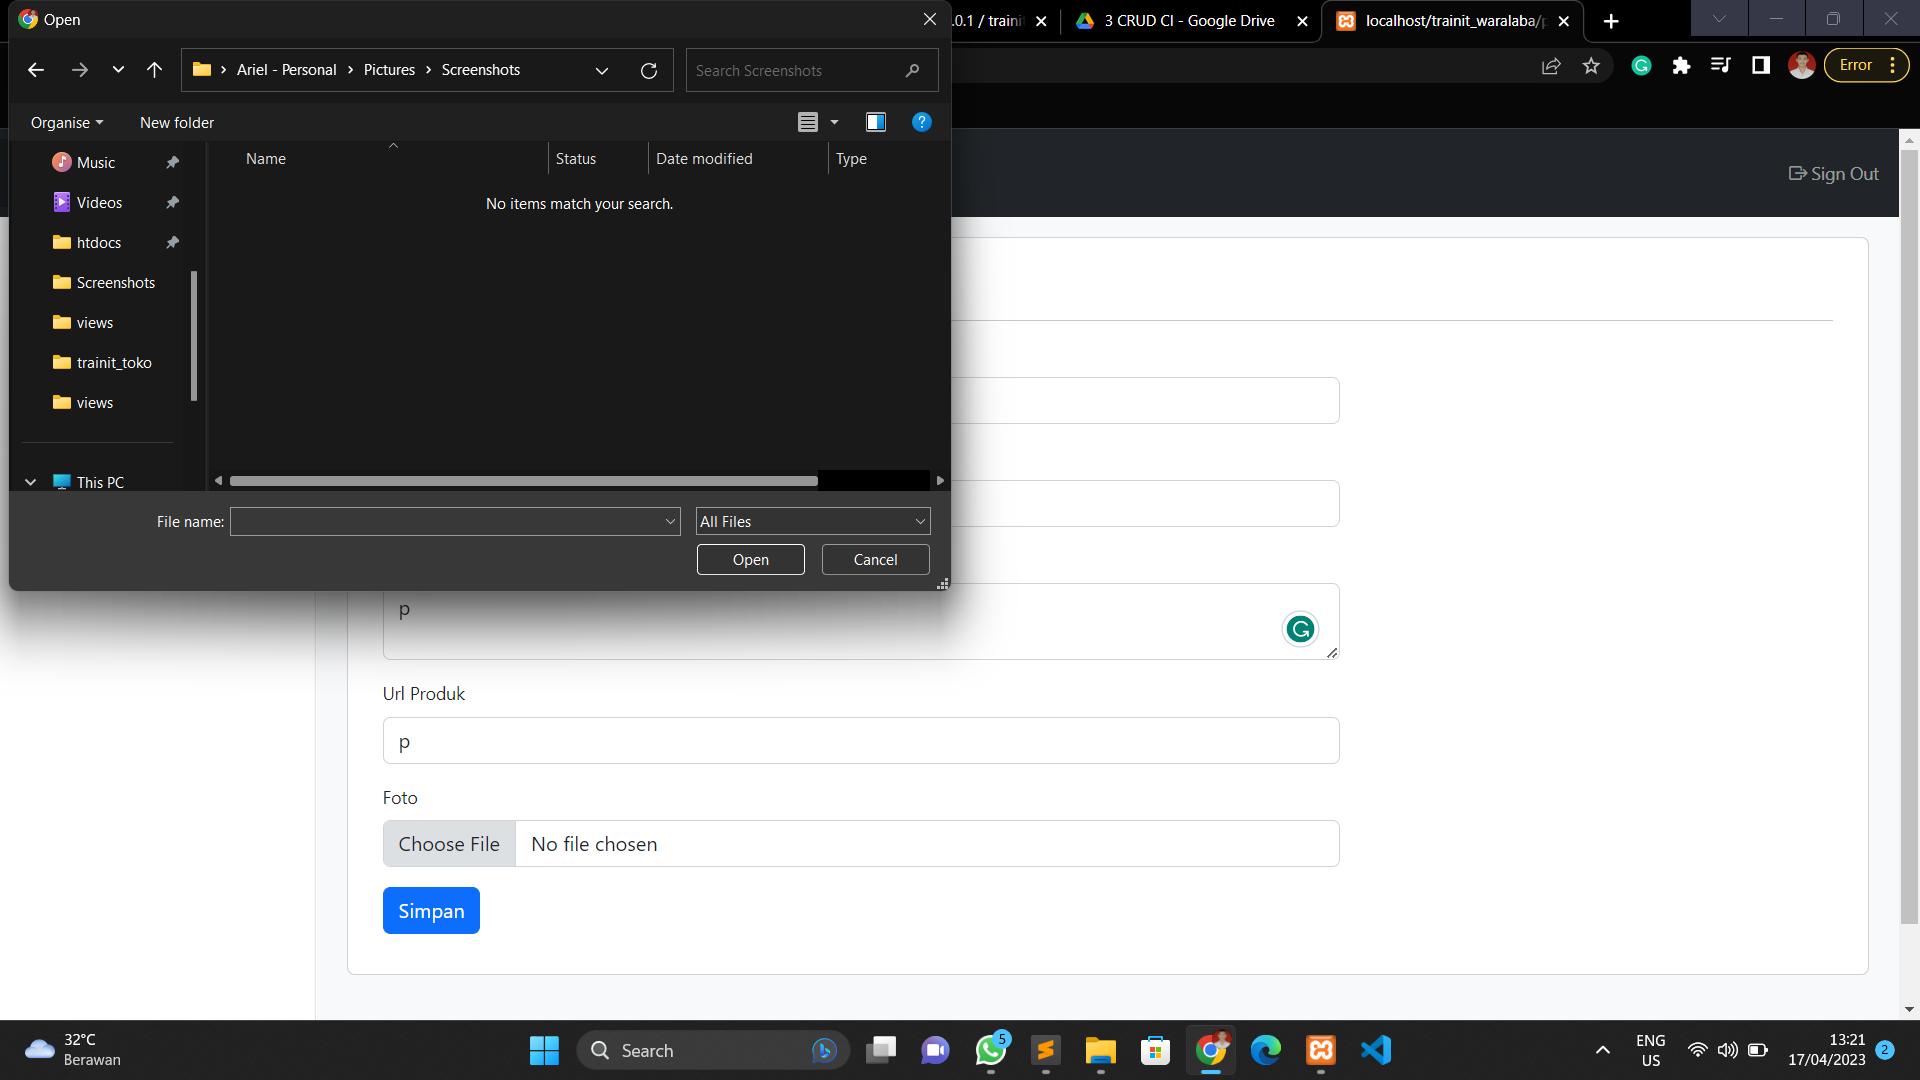 Open
.0.1 / trainit
3 CRUD CI - Google Drive
localhost/trainit_waralaba/p
Ariel - Personal
Pictures
Screenshots
Search Screenshots
Error
Organise
New folder
Sign Out
Music
Videos
htdocs
Screenshots
views
trainit_toko
views
This PC
Name
Status
Date modified
Type
No items match your search.
File name:
All Files
Open
Cancel
p
Url Produk
p
Foto
Choose File
No file chosen
Simpan
32°C
Berawan
Search
5
ENG
US
13:21
17/04/2023
2